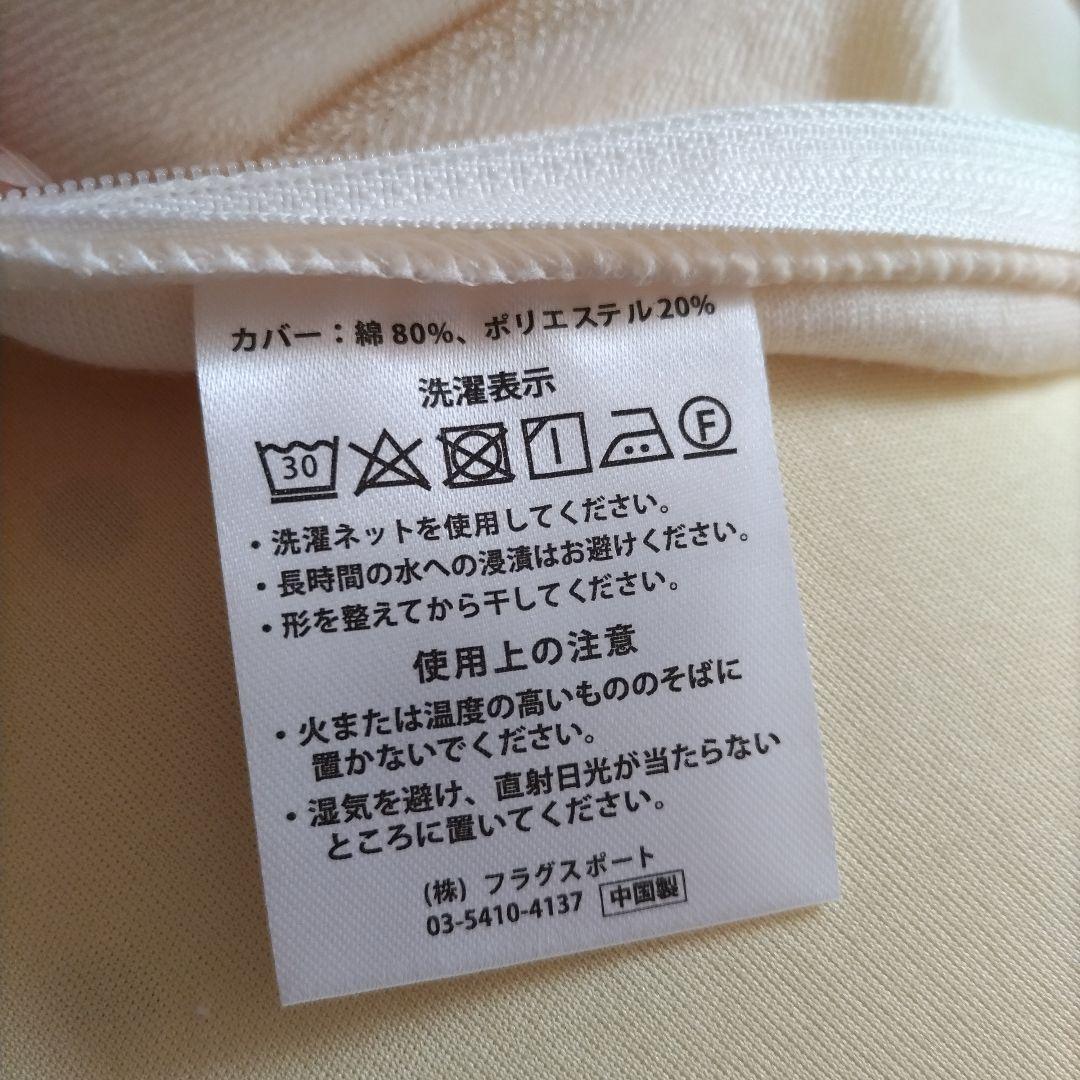 カバー：綿80%、ポリエステル20%
洗濯表示
30 F
・洗濯ネットを使用してください。
・長時間の水への浸漬はお避けください。
・形を整えてから干してください。
使用上の注意
・火または温度の高いもののそばに
置かないでください。
・湿気を避け、直射日光が当たらない
ところに置いてください。
(株) フラグスポート
03-5410-4137 中国製